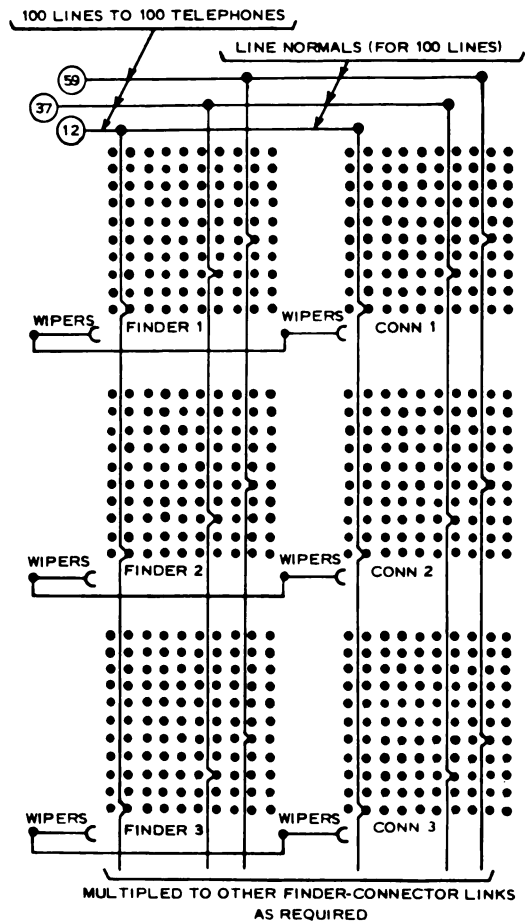 100 LINES TO 100 TELEPHONES
LINE NORMALS (FOR 100 LINES)
59
37
12
WIPERS
FINDER 1
WIPERS
CONN 1
WIPERS
FINDER 2
WIPERS
CONN 2
WIPERS
FINDER 3
WIPERS
CONN 3
MULTIPLED TO OTHER FINDER-CONNECTOR LINKS
AS REQUIRED